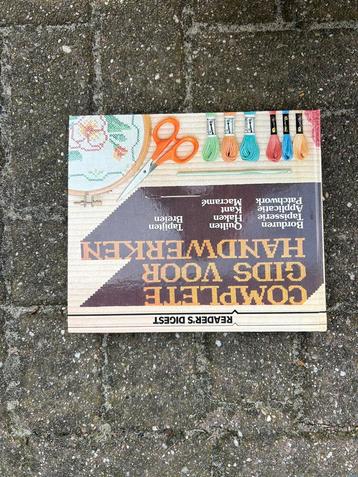 READER'S DIGEST
COMPLETE
GIDS VOOR
HANDWERKEN
Borduren
Tapisserie
Applicatie
Patchwork
Quilten
Haken
Kant
Macramé
Tapijten
Breien